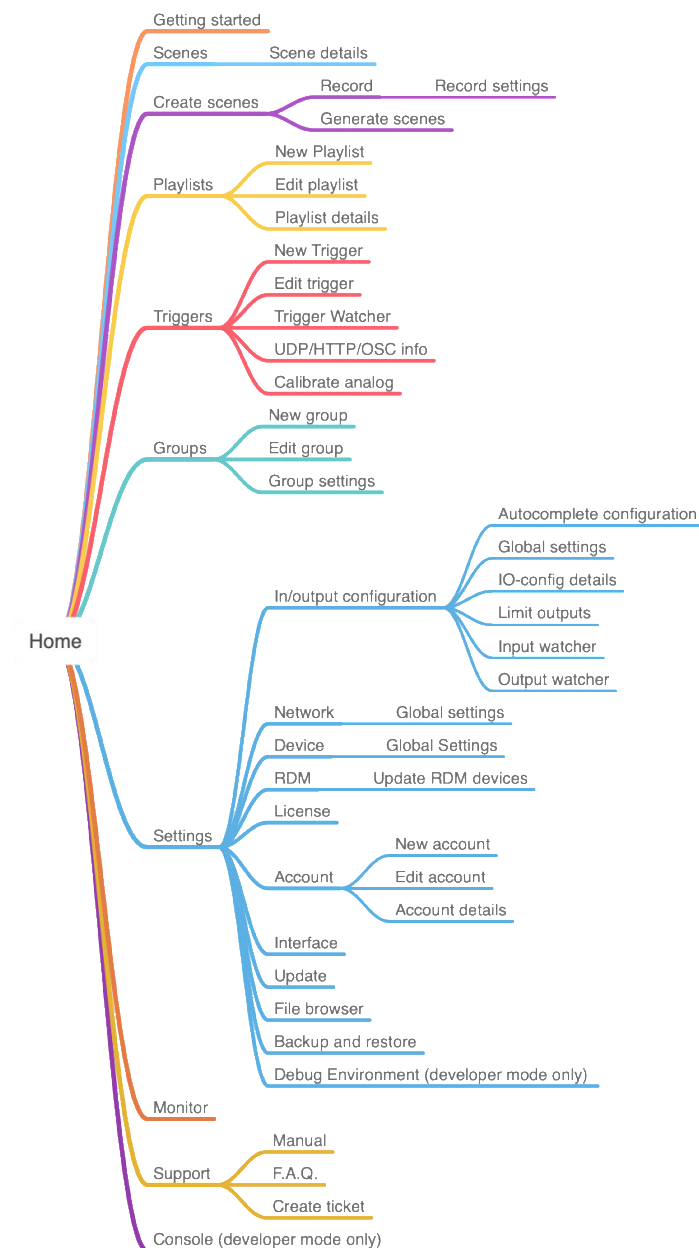 Getting started
Scenes
Scene details
Create scenes
Record
Record settings
Generate scenes
Playlists
New Playlist
Edit playlist
Playlist details
Triggers
New Trigger
Edit trigger
Trigger Watcher
UDP/HTTP/OSC info
Calibrate analog
Groups
New group
Edit group
Group settings
Home
Settings
In/output configuration
Autocomplete configuration
Global settings
IO-config details
Limit outputs
Input watcher
Output watcher
Network
Global settings
Device
Global Settings
RDM
Update RDM devices
License
Account
New account
Edit account
Account details
Interface
Update
File browser
Backup and restore
Debug Environment (developer mode only)
Monitor
Support
Manual
F.A.Q.
Create ticket
Console (developer mode only)